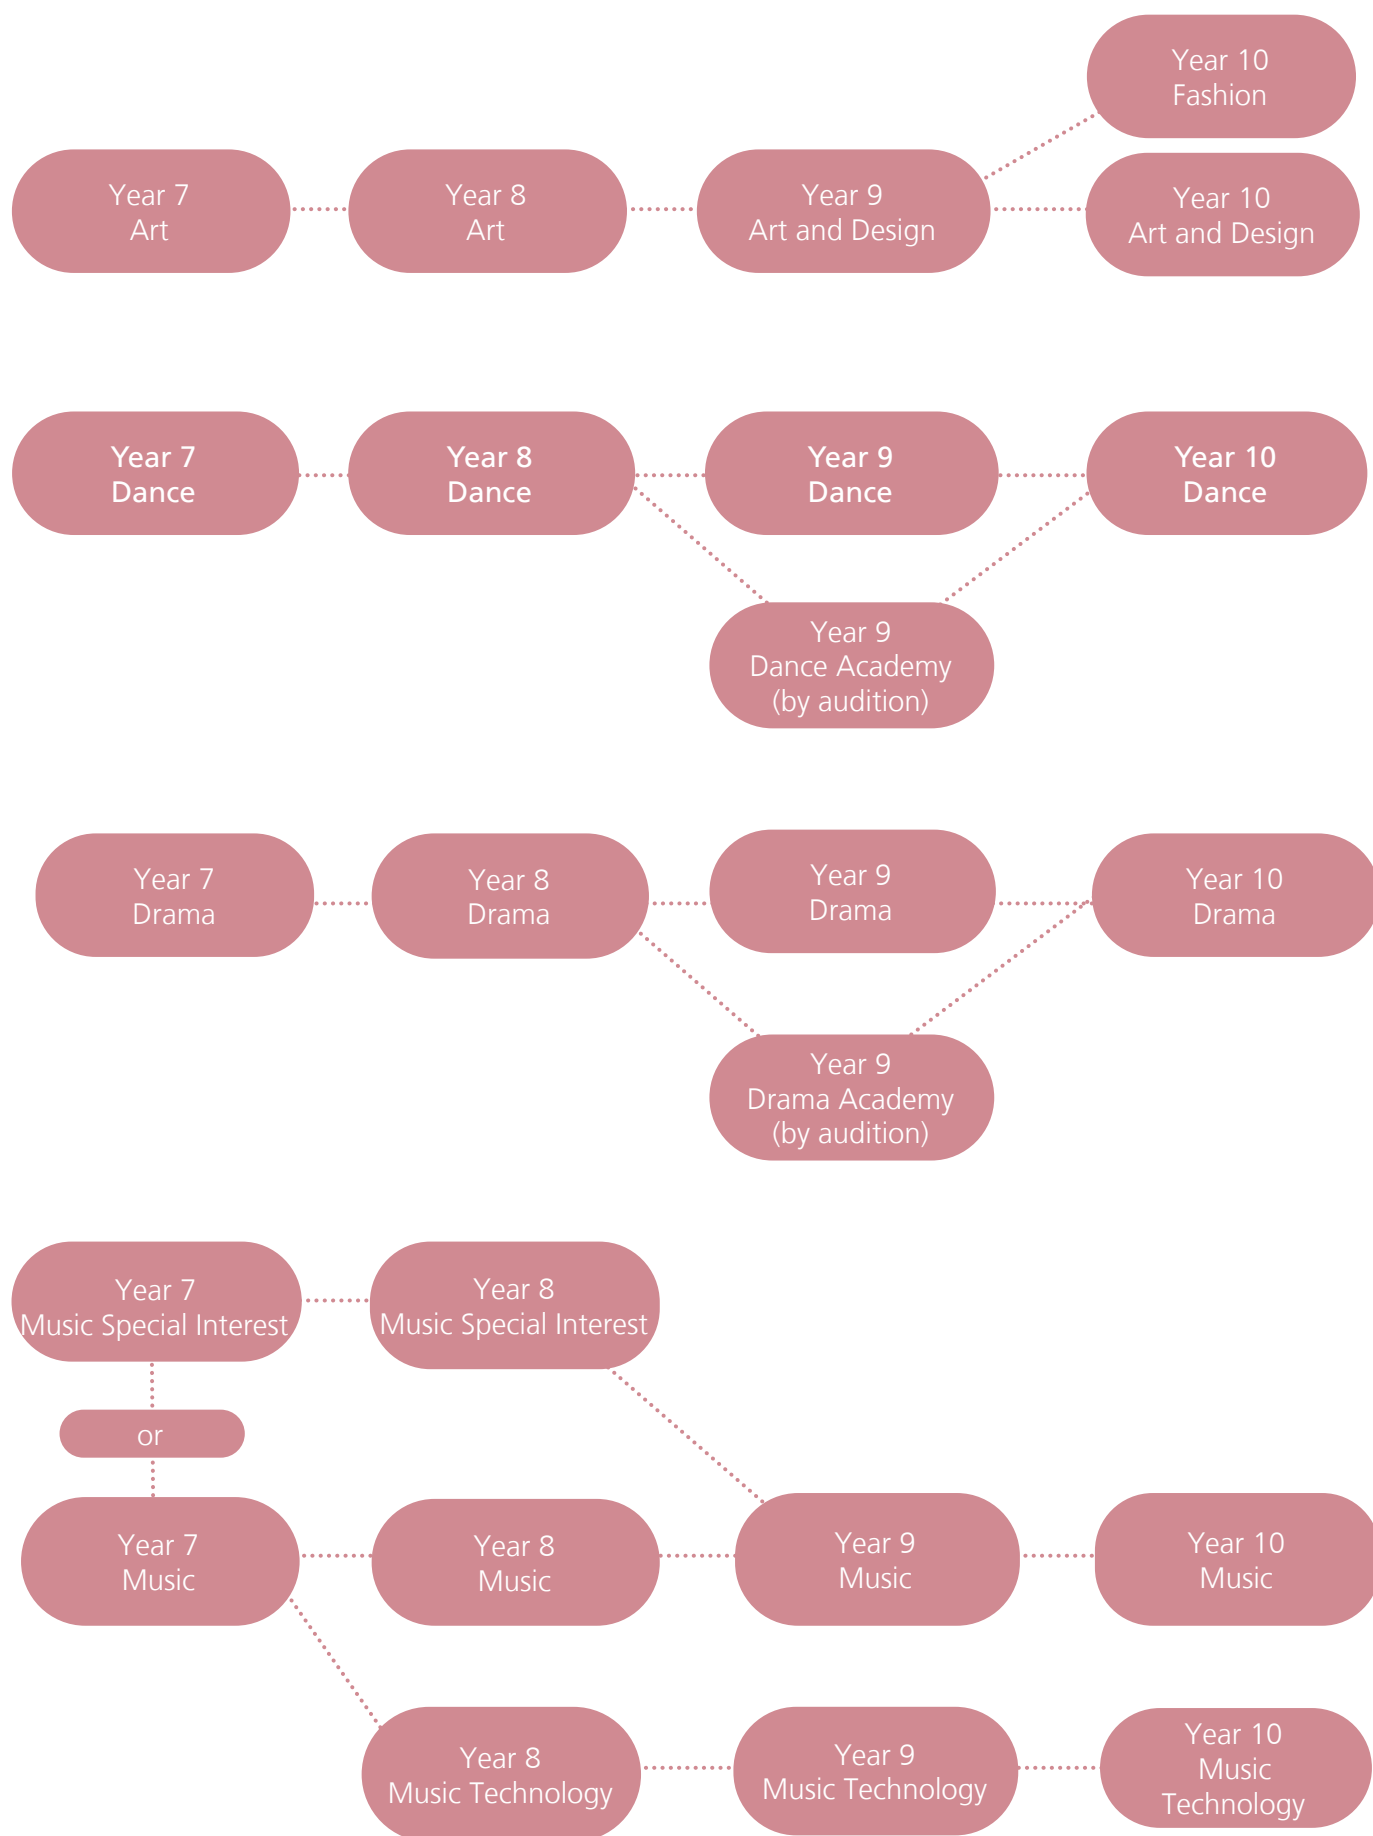 Year 10
Fashion
Year 7
Art
Year 8
Art
Year 9
Art and Design
Year 10
Art and Design
Year 7
Dance
Year 8
Dance
Year 9
Dance
Year 10
Dance
Year 9
Dance Academy
(by audition)
Year 7
Drama
Year 8
Drama
Year 9
Drama
Year 10
Drama
Year 9
Drama Academy
(by audition)
Year 7
Music Special Interest
Year 8
Music Special Interest
or
Year 7
Music
Year 8
Music
Year 9
Music
Year 10
Music
Year 8
Music Technology
Year 9
Music Technology
Year 10
Music
Technology